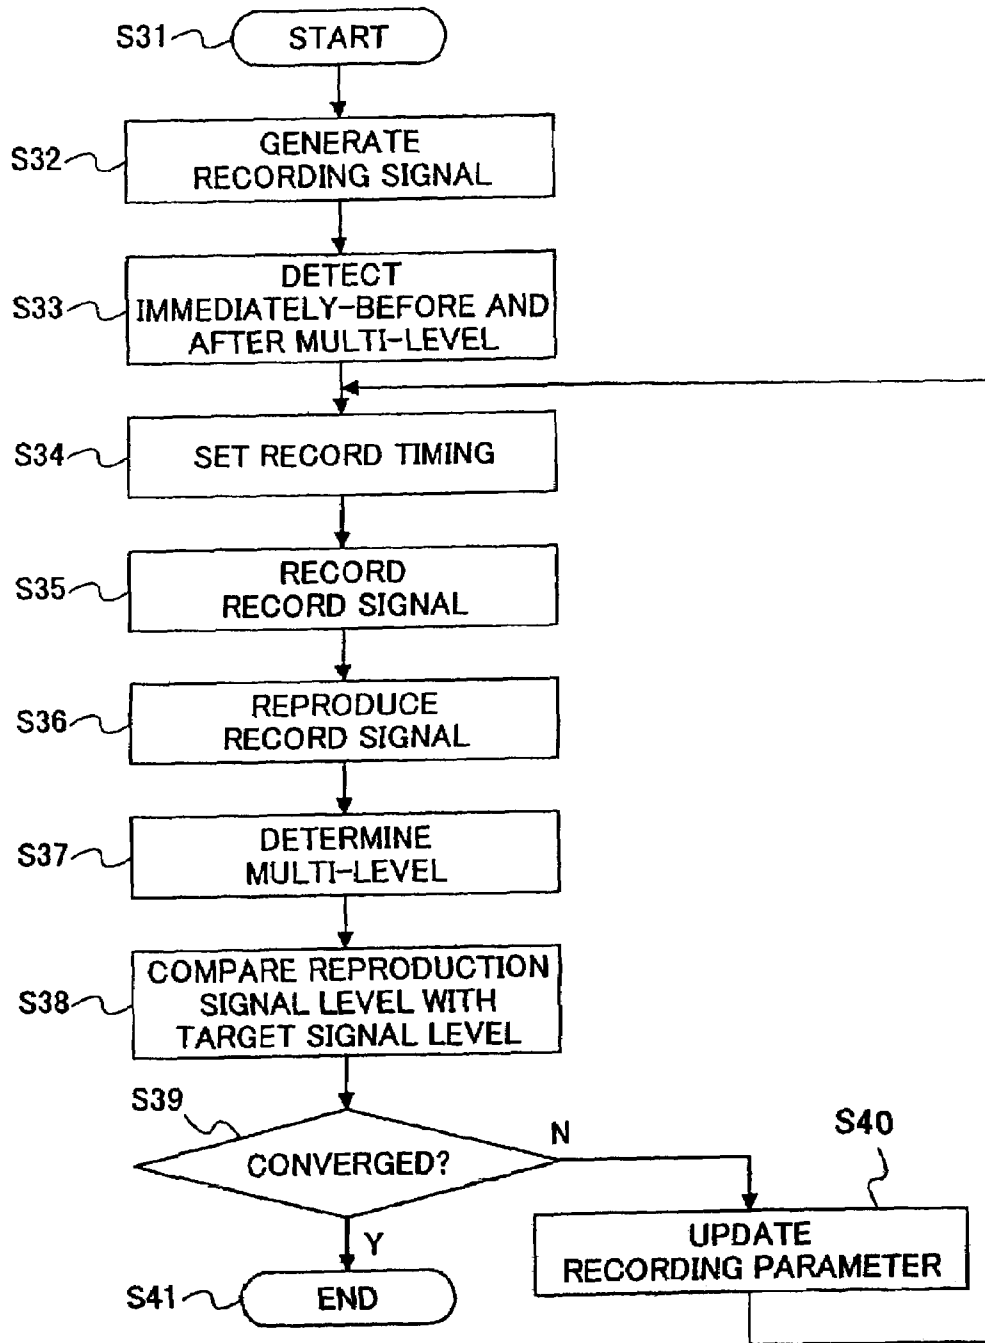 S31
START
S32
GENERATE
RECORDING SIGNAL
S33
DETECT
IMMEDIATELY-BEFORE AND
AFTER MULTI-LEVEL
S34
SET RECORD TIMING
S35
RECORD
RECORD SIGNAL
S36
REPRODUCE
RECORD SIGNAL
S37
DETERMINE
MULTI-LEVEL
S38
COMPARE REPRODUCTION
SIGNAL LEVEL WITH
TARGET SIGNAL LEVEL
S39
CONVERGED?
N
S40
UPDATE
RECORDING PARAMETER
Y
S41
END